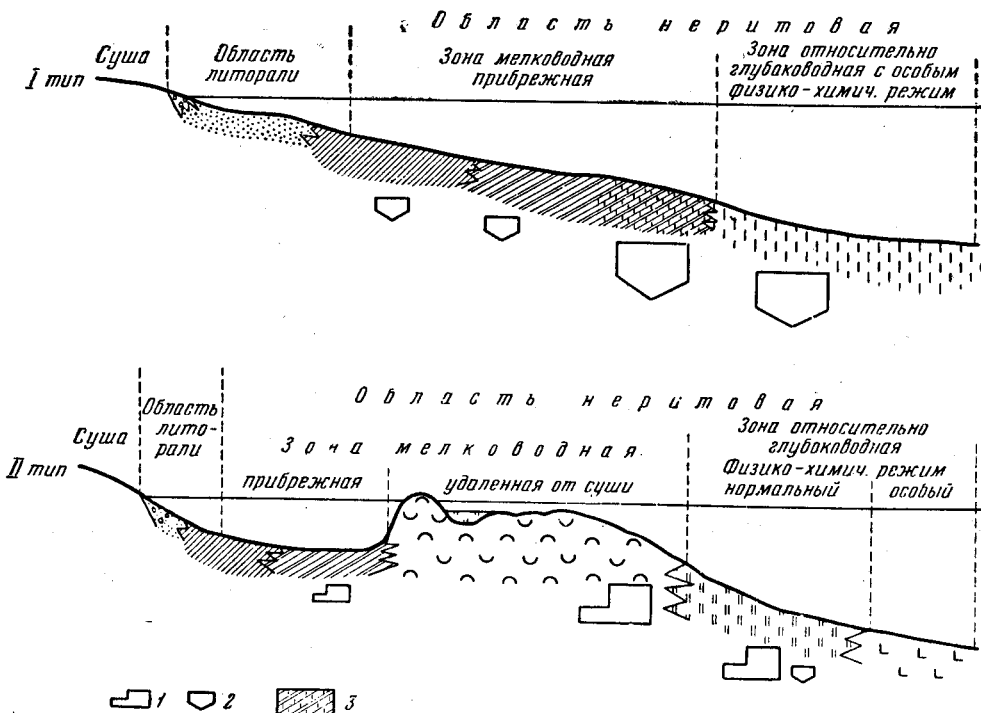 Область неритовая
I тип
Суша
Область
литорали
Зона мелководная
прибрежная
Зона относительно
глубаководная с особым
физико-химич. режим
Область неритовая
II тип
Суша
Область
лито-
рали
Зона мелководная
прибрежная
удаленная от суши
Зона относительно
глубоководная
Физико-химич. режим
нормальный
особый
1
2
3